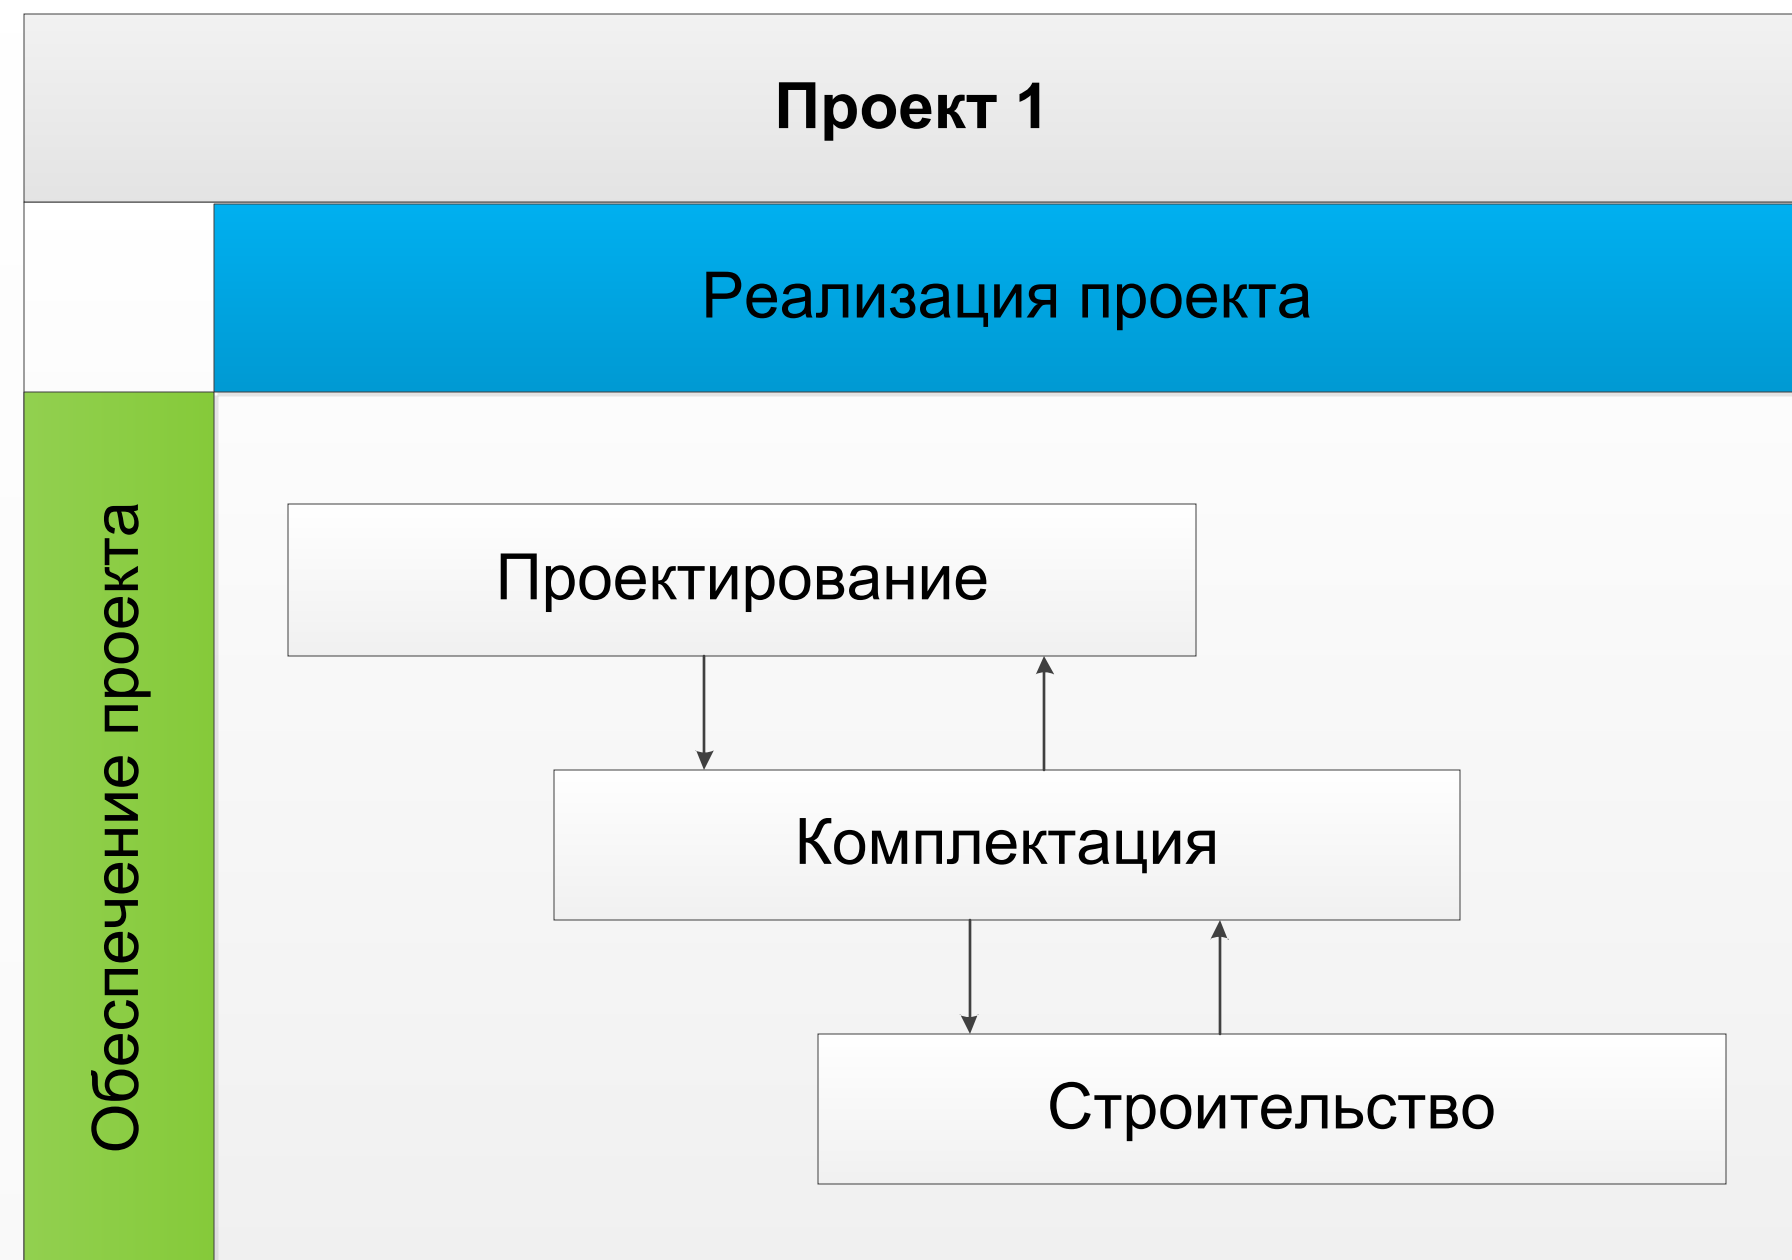 Проект 1
Реализация проекта
Обеспечение проекта
Проектирование
Комплектация
Строительство